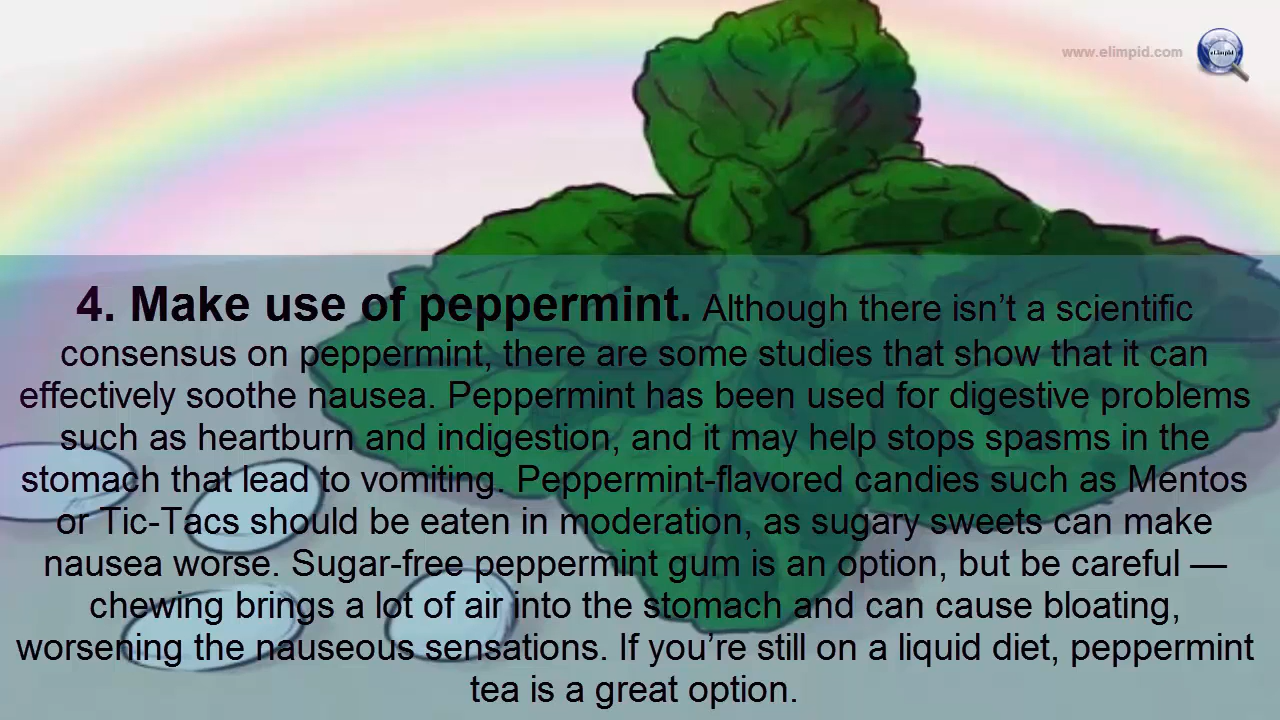 www.elimpid.com
eLimpid
4. Make use of peppermint. Although there isn’t a scientific
consensus on peppermint, there are some studies that show that it can
effectively soothe nausea. Peppermint has been used for digestive problems
such as heartburn and indigestion, and it may help stops spasms in the
stomach that lead to vomiting. Peppermint-flavored candies such as Mentos
or Tic-Tacs should be eaten in moderation, as sugary sweets can make
nausea worse. Sugar-free peppermint gum is an option, but be careful —
chewing brings a lot of air into the stomach and can cause bloating,
worsening the nauseous sensations. If you’re still on a liquid diet, peppermint
tea is a great option.